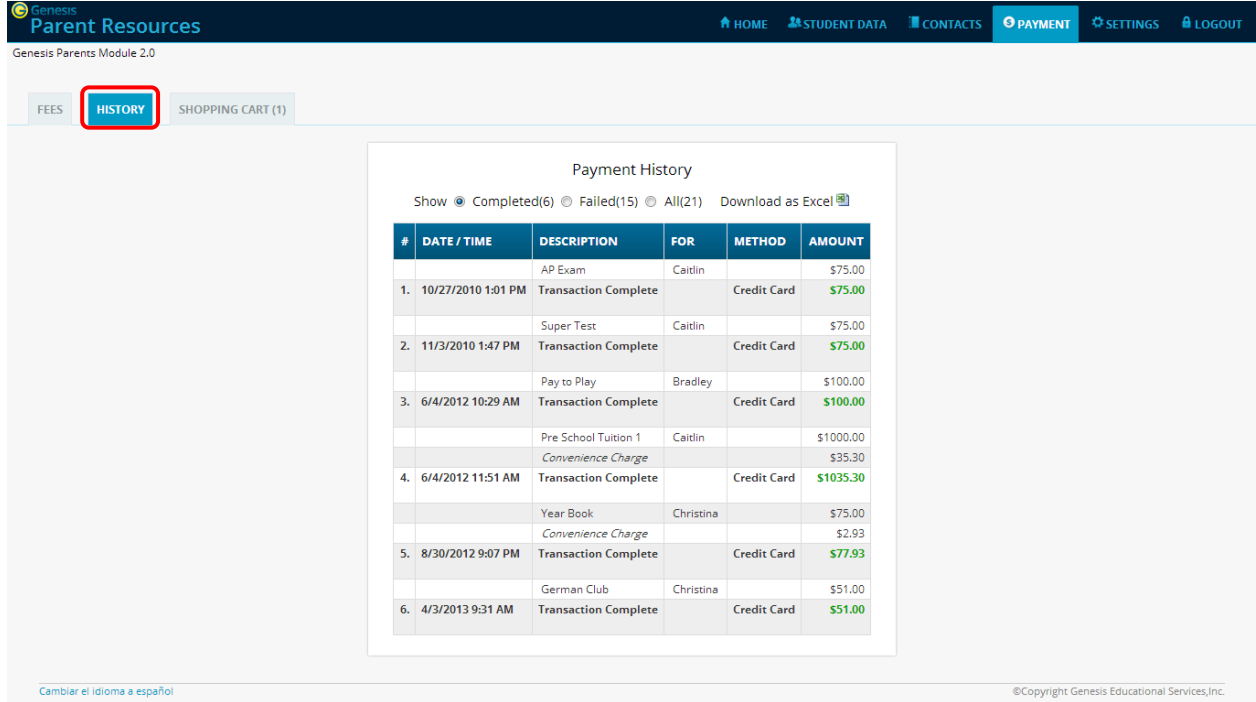 Genesis
Parent Resources
HOME STUDENT DATA CONTACTS PAYMENT SETTINGS LOGOUT
Genesis Parents Module 2.0
FEES HISTORY SHOPPING CART (1)
Payment History
Show Completed(6) Failed(15) All(21) Download as Excel
# DATE / TIME DESCRIPTION FOR METHOD AMOUNT
AP Exam Caitlin $75.00
1. 10/27/2010 1:01 PM Transaction Complete Credit Card $75.00
Super Test Caitlin $75.00
2. 11/3/2010 1:47 PM Transaction Complete Credit Card $75.00
Pay to Play Bradley $100.00
3. 6/4/2012 10:29 AM Transaction Complete Credit Card $100.00
Pre School Tuition 1 Caitlin $1000.00
Convenience Charge $35.30
4. 6/4/2012 11:51 AM Transaction Complete Credit Card $1035.30
Year Book Christina $75.00
Convenience Charge $2.93
5. 8/30/2012 9:07 PM Transaction Complete Credit Card $77.93
German Club Christina $51.00
6. 4/3/2013 9:31 AM Transaction Complete Credit Card $51.00
Cambiar el idioma a español ©Copyright Genesis Educational Services,Inc.